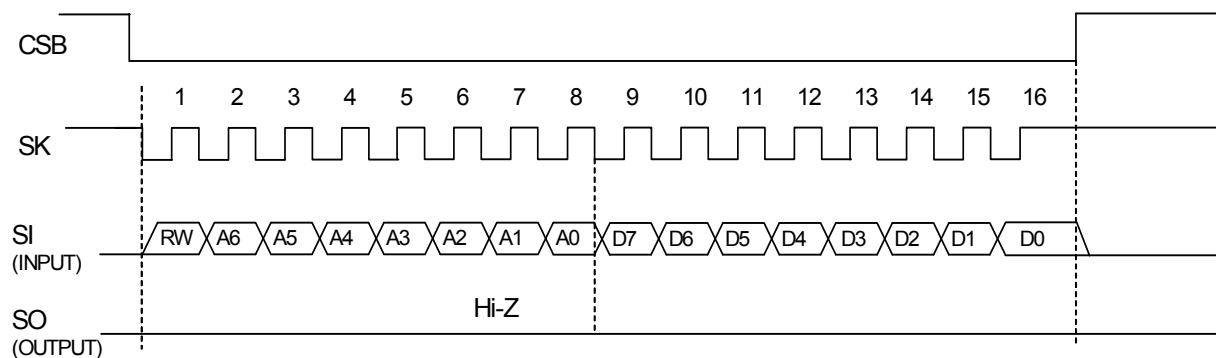 CSB
1 2 3 4 5 6 7 8 9 10 11 12 13 14 15 16
SK
SI
(INPUT)
RW A6 A5 A4 A3 A2 A1 A0 D7 D6 D5 D4 D3 D2 D1 D0
Hi-Z
SO
(OUTPUT)